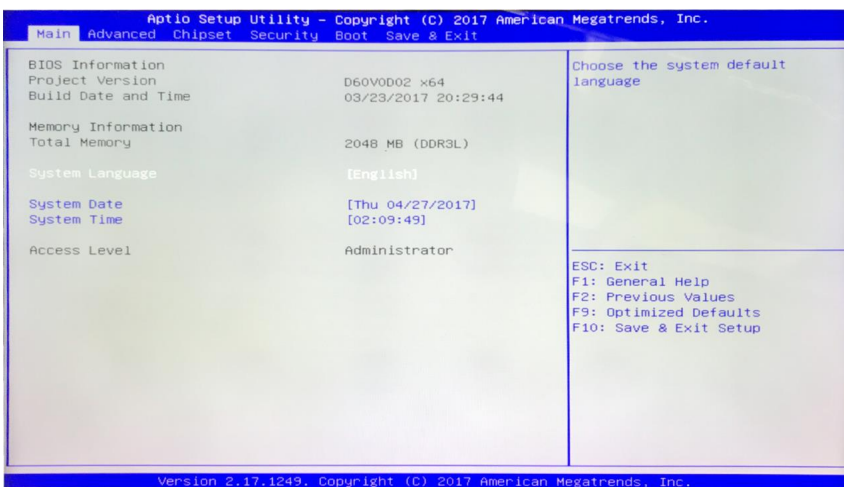 Aptio Setup Utility – Copyright (C) 2017 American Megatrends, Inc.
Main Advanced Chipset Security Boot Save & Exit
BIOS Information
Project Version D60V0D02 x64
Build Date and Time 03/23/2017 20:29:44
Memory Information
Total Memory 2048 MB (DDR3L)
System Language [English]
System Date [Thu 04/27/2017]
System Time [02:09:49]
Access Level Administrator
Choose the system default
language
ESC: Exit
F1: General Help
F2: Previous Values
F9: Optimized Defaults
F10: Save & Exit Setup
Version 2.17.1249. Copyright (C) 2017 American Megatrends, Inc.